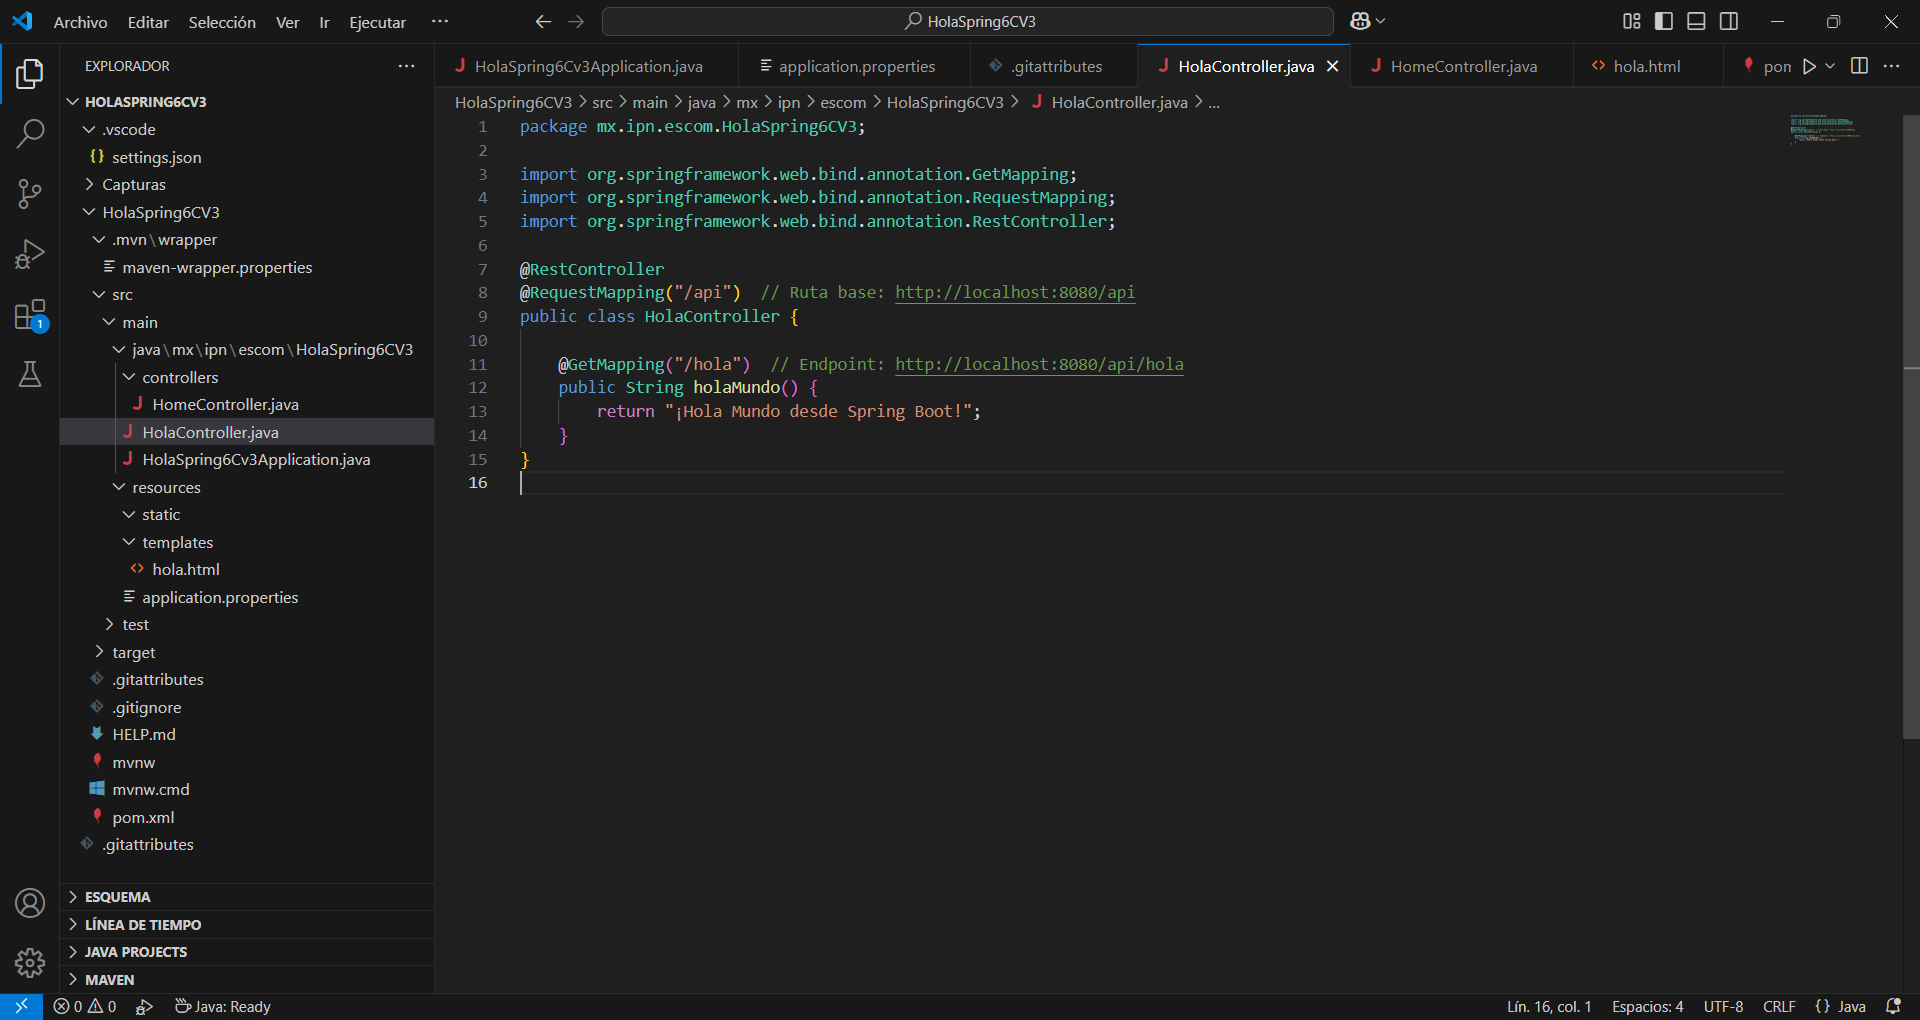 Archivo Editar Selección Ver Ir Ejecutar ··· HolaSpring6CV3
EXPLORADOR ···
HOLASPRING6CV3
.vscode
{} settings.json
Capturas
HolaSpring6CV3
.mvn\wrapper
maven-wrapper.properties
src
main
java\mx\ipn\escom\HolaSpring6CV3
controllers
J HomeController.java
J HolaController.java
J HolaSpring6Cv3Application.java
resources
static
templates
<> hola.html
application.properties
test
target
.gitattributes
.gitignore
HELP.md
mvnw
mvnw.cmd
pom.xml
.gitattributes
ESQUEMA
LÍNEA DE TIEMPO
JAVA PROJECTS
MAVEN
J HolaSpring6Cv3Application.java application.properties .gitattributes J HolaController.java J HomeController.java <> hola.html pom ···
HolaSpring6CV3 > src > main > java > mx > ipn > escom > HolaSpring6CV3 > J HolaController.java > ...
1 package mx.ipn.escom.HolaSpring6CV3;
2
3 import org.springframework.web.bind.annotation.GetMapping;
4 import org.springframework.web.bind.annotation.RequestMapping;
5 import org.springframework.web.bind.annotation.RestController;
6
7 @RestController
8 @RequestMapping("/api")  // Ruta base: http://localhost:8080/api
9 public class HolaController {
10
11     @GetMapping("/hola")  // Endpoint: http://localhost:8080/api/hola
12     public String holaMundo() {
13         return "¡Hola Mundo desde Spring Boot!";
14     }
15 }
16
1
0 0 Java: Ready Lín. 16, col. 1 Espacios: 4 UTF-8 CRLF {} Java